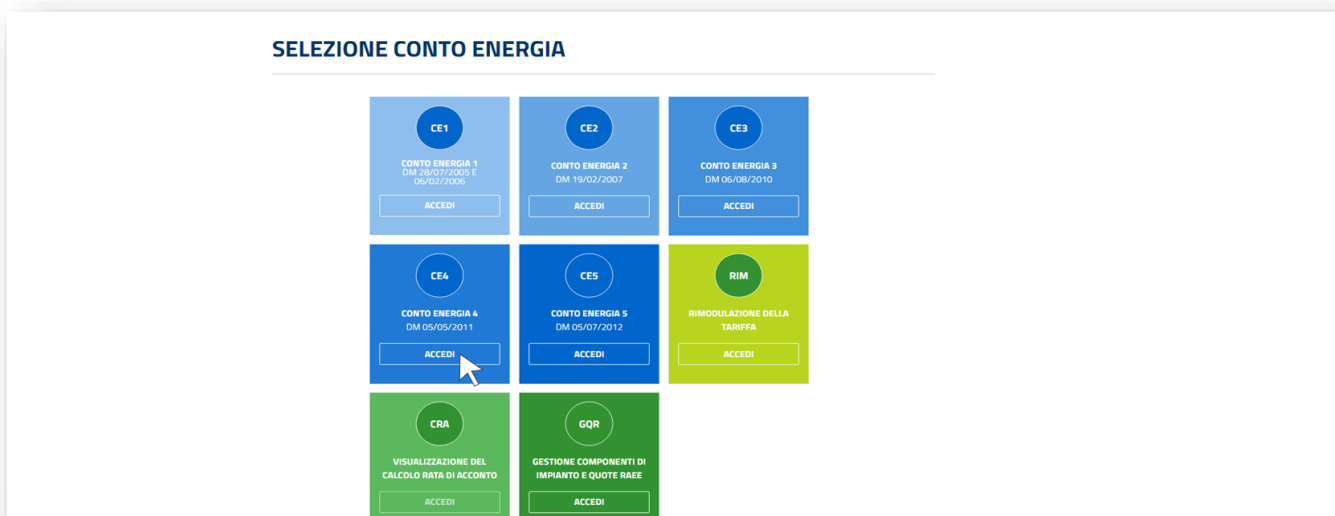 SELEZIONE CONTO ENERGIA
CE1
CONTO ENERGIA 1
DM 28/07/2005 E
06/02/2006
ACCEDI
CE2
CONTO ENERGIA 2
DM 19/02/2007
ACCEDI
CE3
CONTO ENERGIA 3
DM 06/08/2010
ACCEDI
CE4
CONTO ENERGIA 4
DM 05/05/2011
ACCEDI
CE5
CONTO ENERGIA 5
DM 05/07/2012
ACCEDI
RIM
RIMODULAZIONE DELLA
TARIFFA
ACCEDI
CRA
VISUALIZZAZIONE DEL
CALCOLO RATA DI ACCONTO
ACCEDI
GQR
GESTIONE COMPONENTI DI
IMPIANTO E QUOTE RAEE
ACCEDI